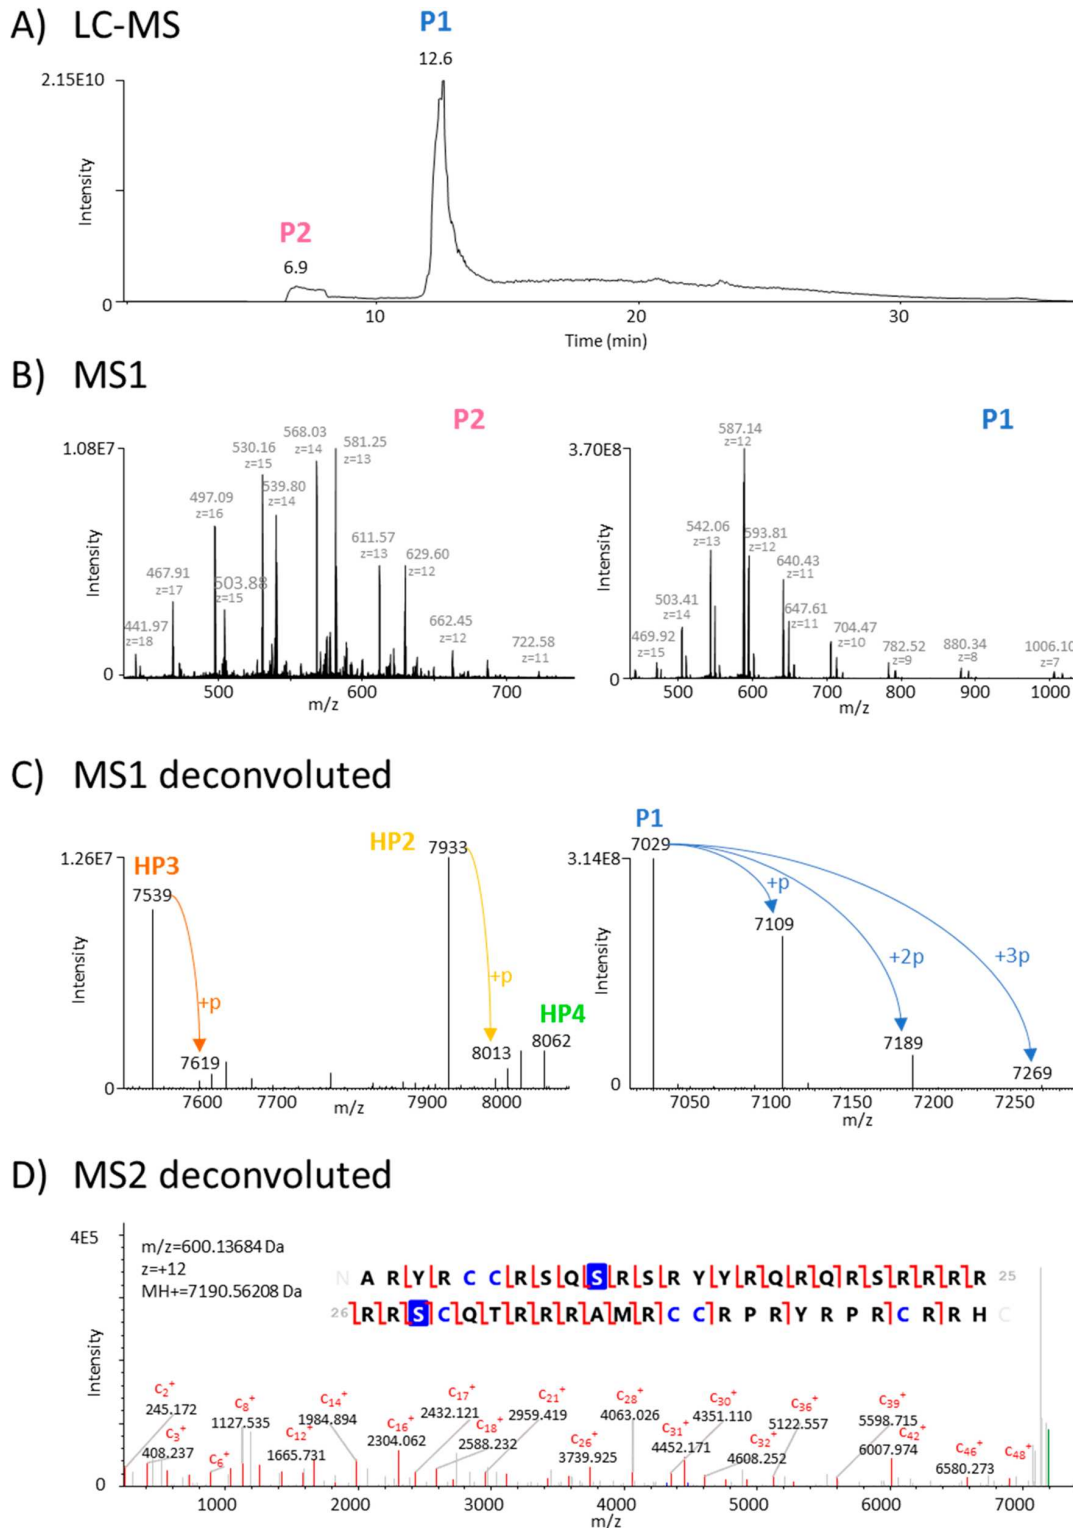 A) LC-MS
P1
12.6
2.15E10
Intensity
P2
6.9
0
10
20
30
Time (min)
B) MS1
P2
1.08E7
Intensity
0
441.97
z=18
467.91
z=17
497.09
z=16
503.88
z=15
530.16
z=15
539.80
z=14
568.03
z=14
581.25
z=13
611.57
z=13
629.60
z=12
662.45
z=12
722.58
z=11
500
600
700
m/z
P1
3.70E8
Intensity
0
469.92
z=15
503.41
z=14
542.06
z=13
587.14
z=12
593.81
z=12
640.43
z=11
647.61
z=11
704.47
z=10
782.52
z=9
880.34
z=8
1006.10
z=7
500
600
700
800
900
1000
m/z
C) MS1 deconvoluted
1.26E7
Intensity
0
HP3
7539
+p
7619
HP2
7933
+p
8013
HP4
8062
7600
7700
7900
8000
m/z
P1
7029
3.14E8
Intensity
0
+p
7109
+2p
7189
+3p
7269
7050
7100
7150
7200
7250
m/z
D) MS2 deconvoluted
4E5
Intensity
0
m/z=600.13684 Da
z=+12
MH+=7190.56208 Da
N A R Y R C C R S Q S R S R Y Y R Q R Q R S R R R R 25
26 R R S C Q T R R R A M R C C R P R Y R P R C R R H C
C2+
245.172
C3+
408.237
C6+
C8+
1127.535
C12+
1665.731
C14+
1984.894
C16+
2304.062
C17+
2432.121
C18+
2588.232
C21+
2959.419
C26+
3739.925
C28+
4063.026
C30+
4351.110
C31+
4452.171
C32+
4608.252
C36+
5122.557
C39+
5598.715
C42+
6007.974
C46+
6580.273
C48+
1000
2000
3000
4000
5000
6000
7000
m/z